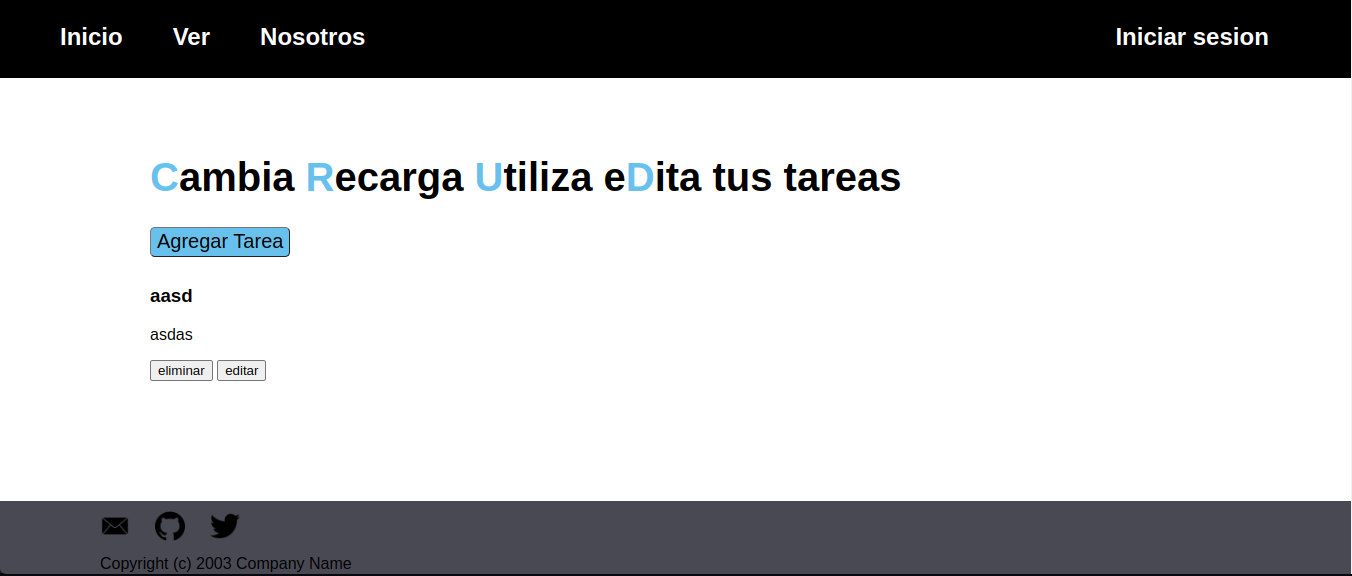 Inicio Ver Nosotros Iniciar sesion
Cambia Recarga Utiliza eDita tus tareas
Agregar Tarea
aasd
asdas
eliminar editar
Copyright (c) 2003 Company Name